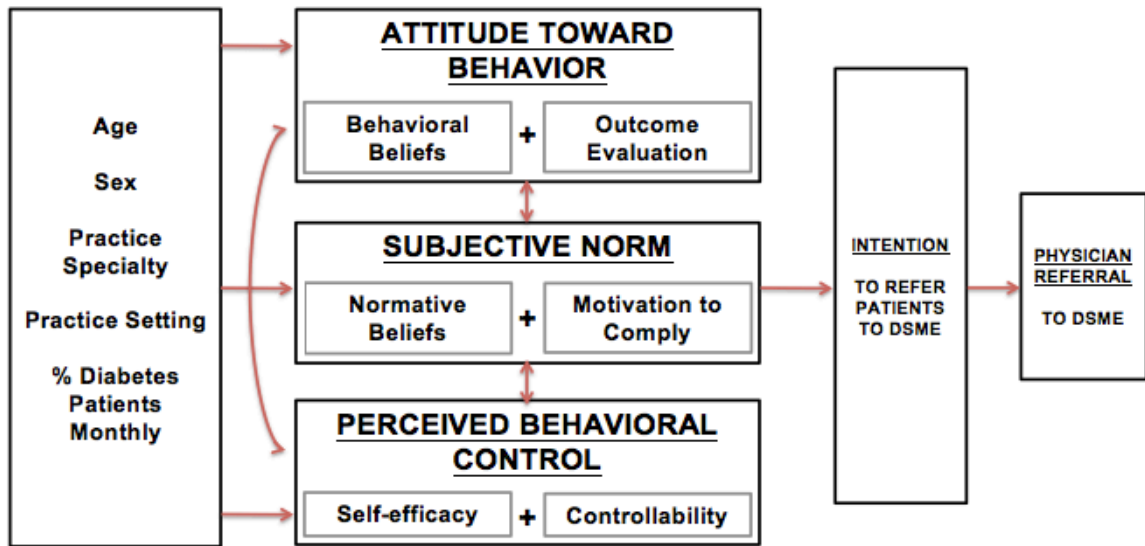 Age
Sex
Practice
Specialty
Practice Setting
% Diabetes
Patients
Monthly
ATTITUDE TOWARD
BEHAVIOR
Behavioral
Beliefs
+
Outcome
Evaluation
SUBJECTIVE NORM
Normative
Beliefs
+
Motivation to
Comply
PERCEIVED BEHAVIORAL
CONTROL
Self-efficacy
+
Controllability
INTENTION
TO REFER
PATIENTS
TO DSME
PHYSICIAN
REFERRAL
TO DSME